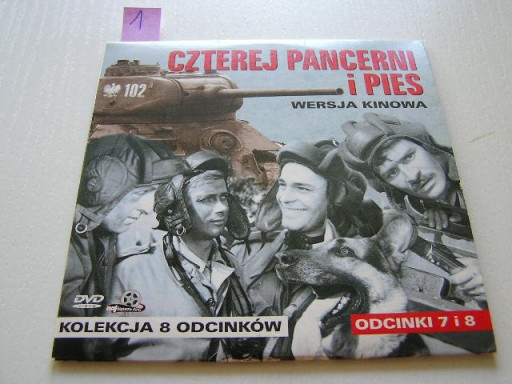 1
CZTEREJ PANCERNI
i PIES
WERSJA KINOWA
102
DVD
KOLEKCJA 8 ODCINKÓW
ODCINKI 7 i 8